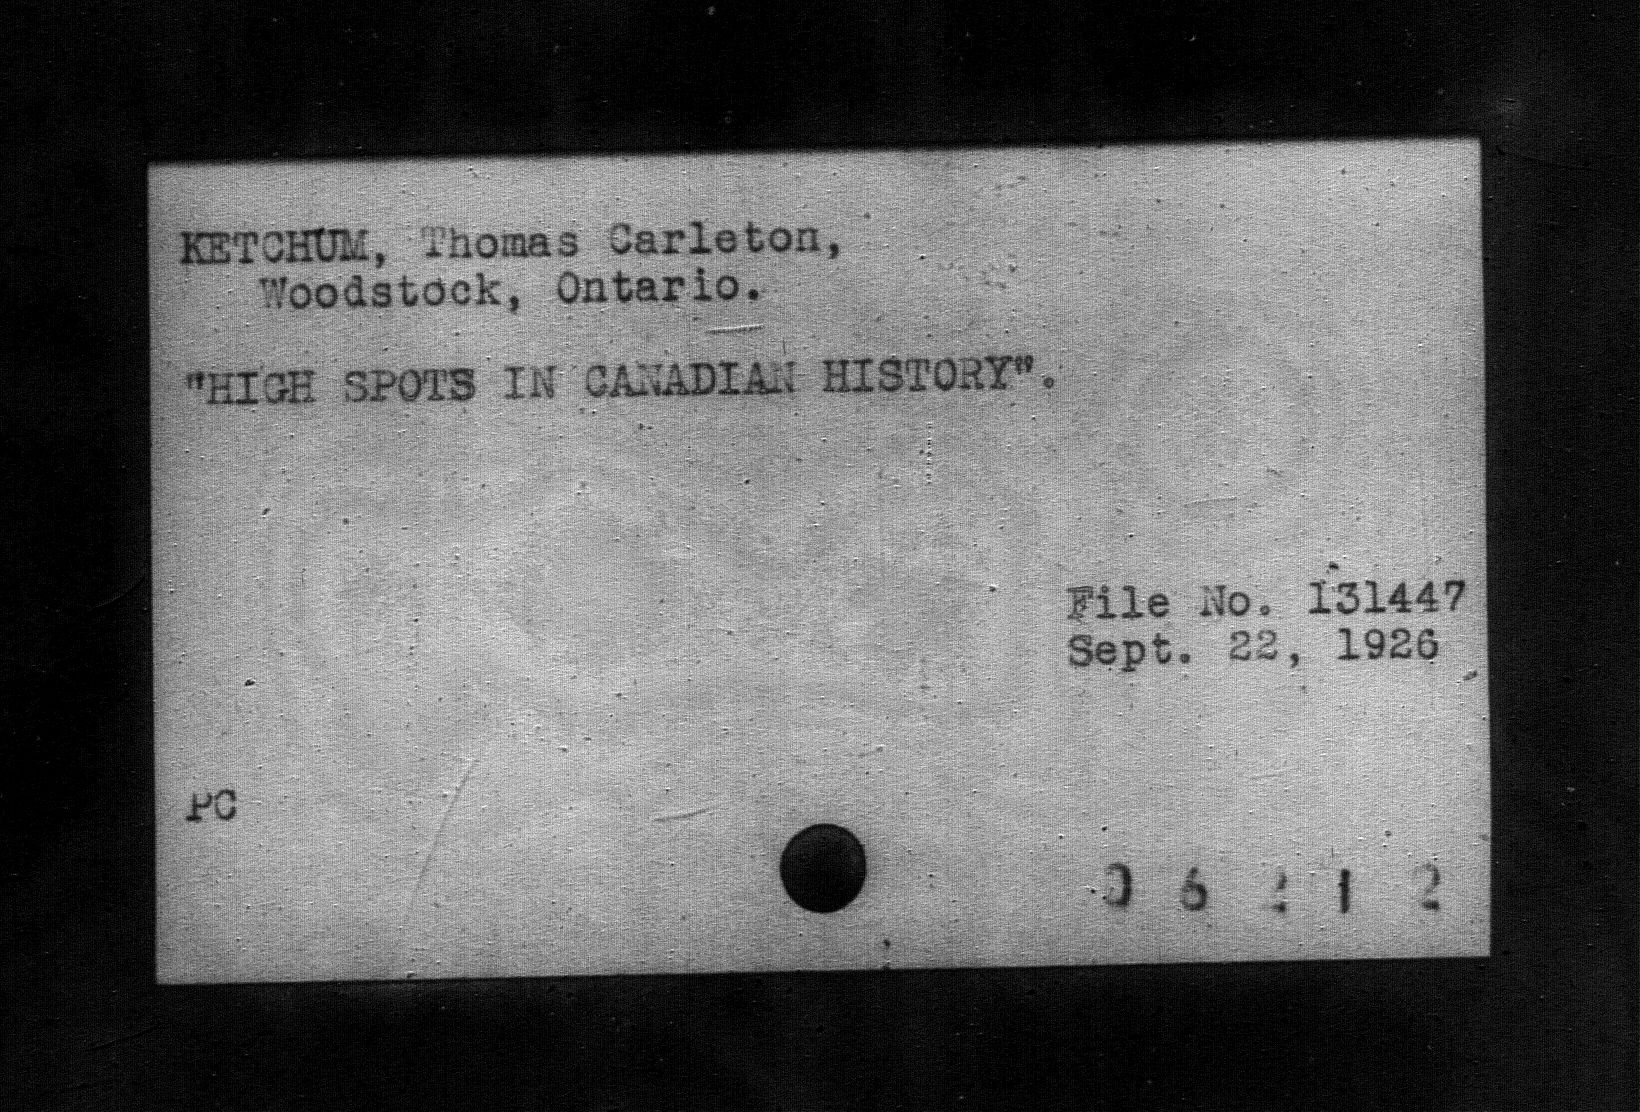 KETCHUM, Thomas Carleton,
Woodstock, Ontario.
"HIGH SPOTS IN CANADIAN HISTORY".
File No. 131447
Sept. 22, 1926
PC